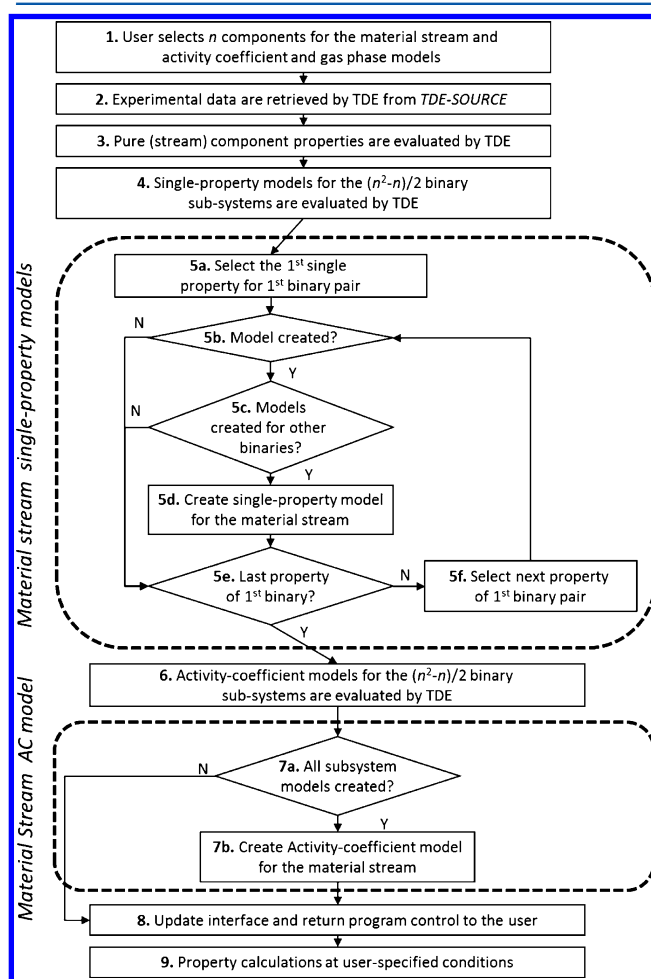 1. User selects n components for the material stream and
activity coefficient and gas phase models
2. Experimental data are retrieved by TDE from TDE-SOURCE
3. Pure (stream) component properties are evaluated by TDE
4. Single-property models for the (n²-n)/2 binary
sub-systems are evaluated by TDE
Material stream single-property models
5a. Select the 1st single
property for 1st binary pair
N
5b. Model created?
Y
N
5c. Models
created for other
binaries?
Y
5d. Create single-property model
for the material stream
5e. Last property
of 1st binary?
N
5f. Select next property
of 1st binary pair
Y
6. Activity-coefficient models for the (n²-n)/2 binary
sub-systems are evaluated by TDE
Material Stream AC model
N
7a. All subsystem
models created?
Y
7b. Create Activity-coefficient model
for the material stream
8. Update interface and return program control to the user
9. Property calculations at user-specified conditions